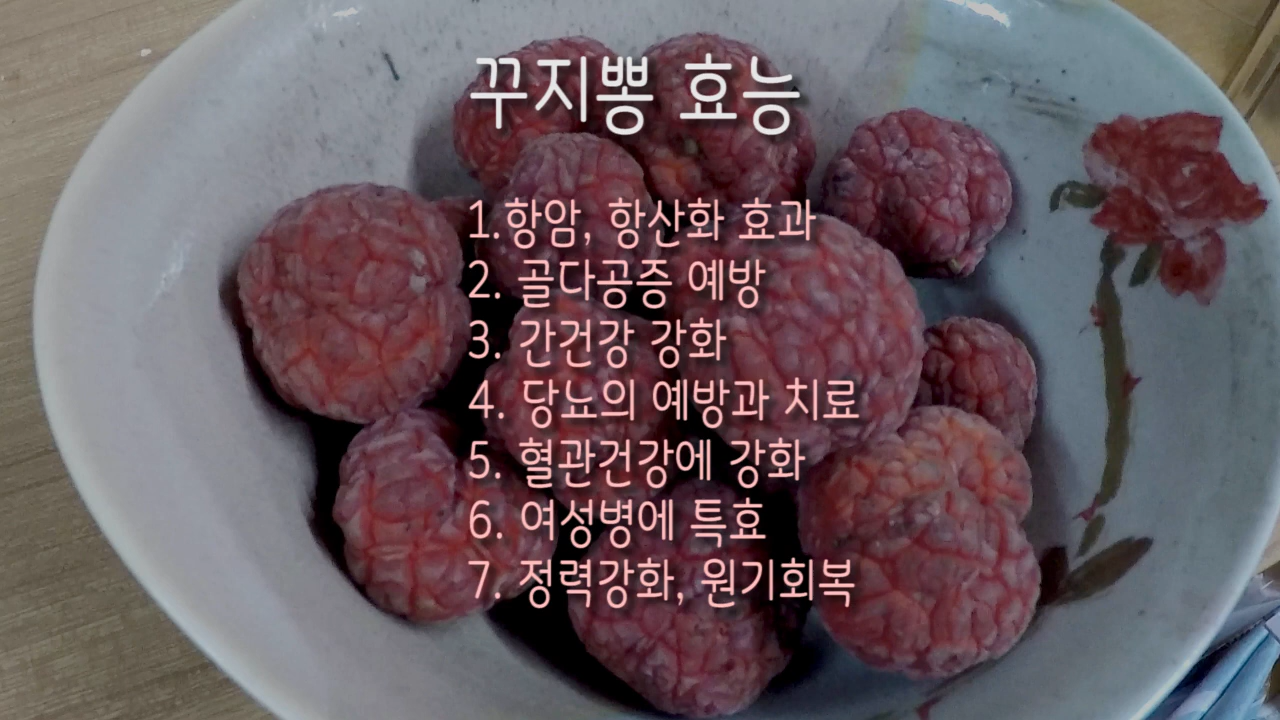 꾸지뽕 효능
1.항암, 항산화 효과
2. 골다공증 예방
3. 간건강 강화
4. 당뇨의 예방과 치료
5. 혈관건강에 강화
6. 여성병에 특효
7. 정력강화, 원기회복